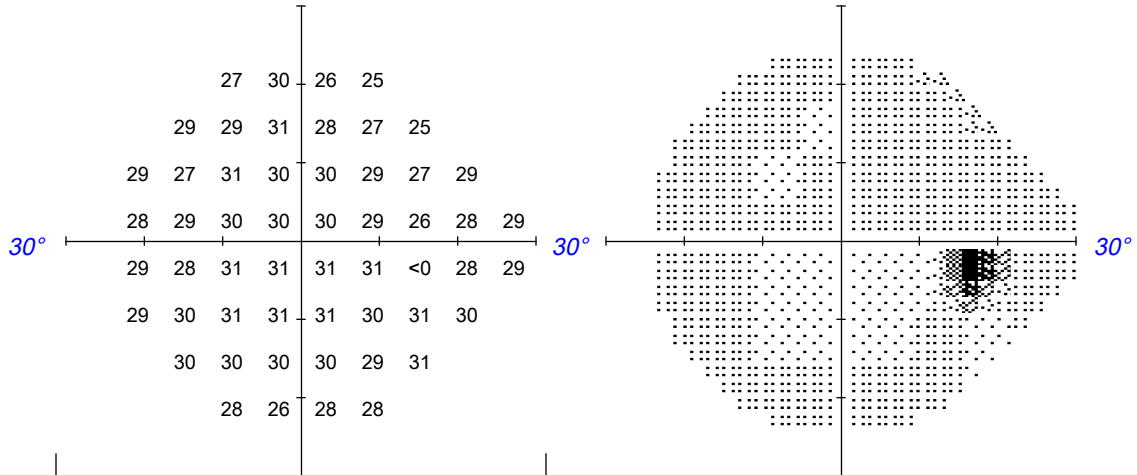 27 30 26 25
29 29 31 28 27 25
29 27 31 30 30 29 27 29
28 29 30 30 30 29 26 28 29
30° 30° 30°
29 28 31 31 31 31 <0 28 29
29 30 31 31 31 30 31 30
30 30 30 30 29 31
28 26 28 28